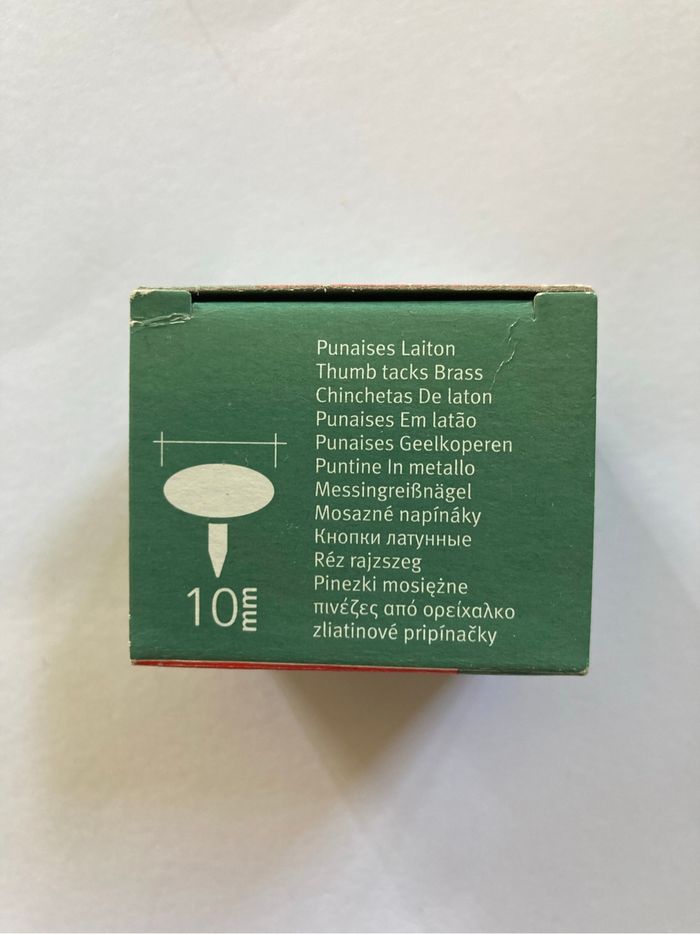 Punaises Laiton
Thumb tacks Brass
Chinchetas De laton
Punaises Em latão
Punaises Geelkoperen
Puntine In metallo
Messingreißnägel
Mosazné napínáky
Кнопки латунные
Réz rajzszeg
Pinezki mosiężne
πινέζες από ορείχαλκο
zliatinové pripínačky
10mm